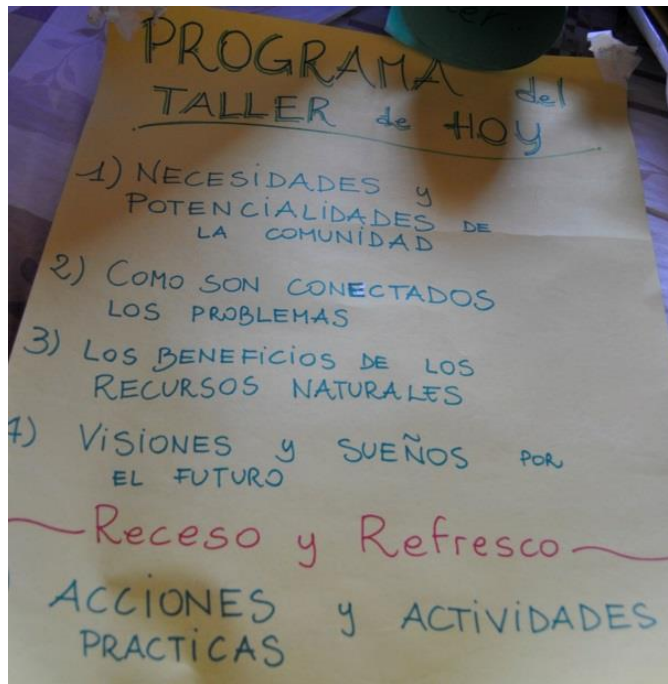 PROGRAMA del
TALLER de HOY
1) NECESIDADES y
POTENCIALIDADES DE
LA COMUNIDAD
2) COMO SON CONECTADOS
LOS PROBLEMAS
3) LOS BENEFICIOS DE LOS
RECURSOS NATURALES
4) VISIONES y SUEÑOS POR
EL FUTURO
Receso y Refresco
ACCIONES y ACTIVIDADES
PRACTICAS